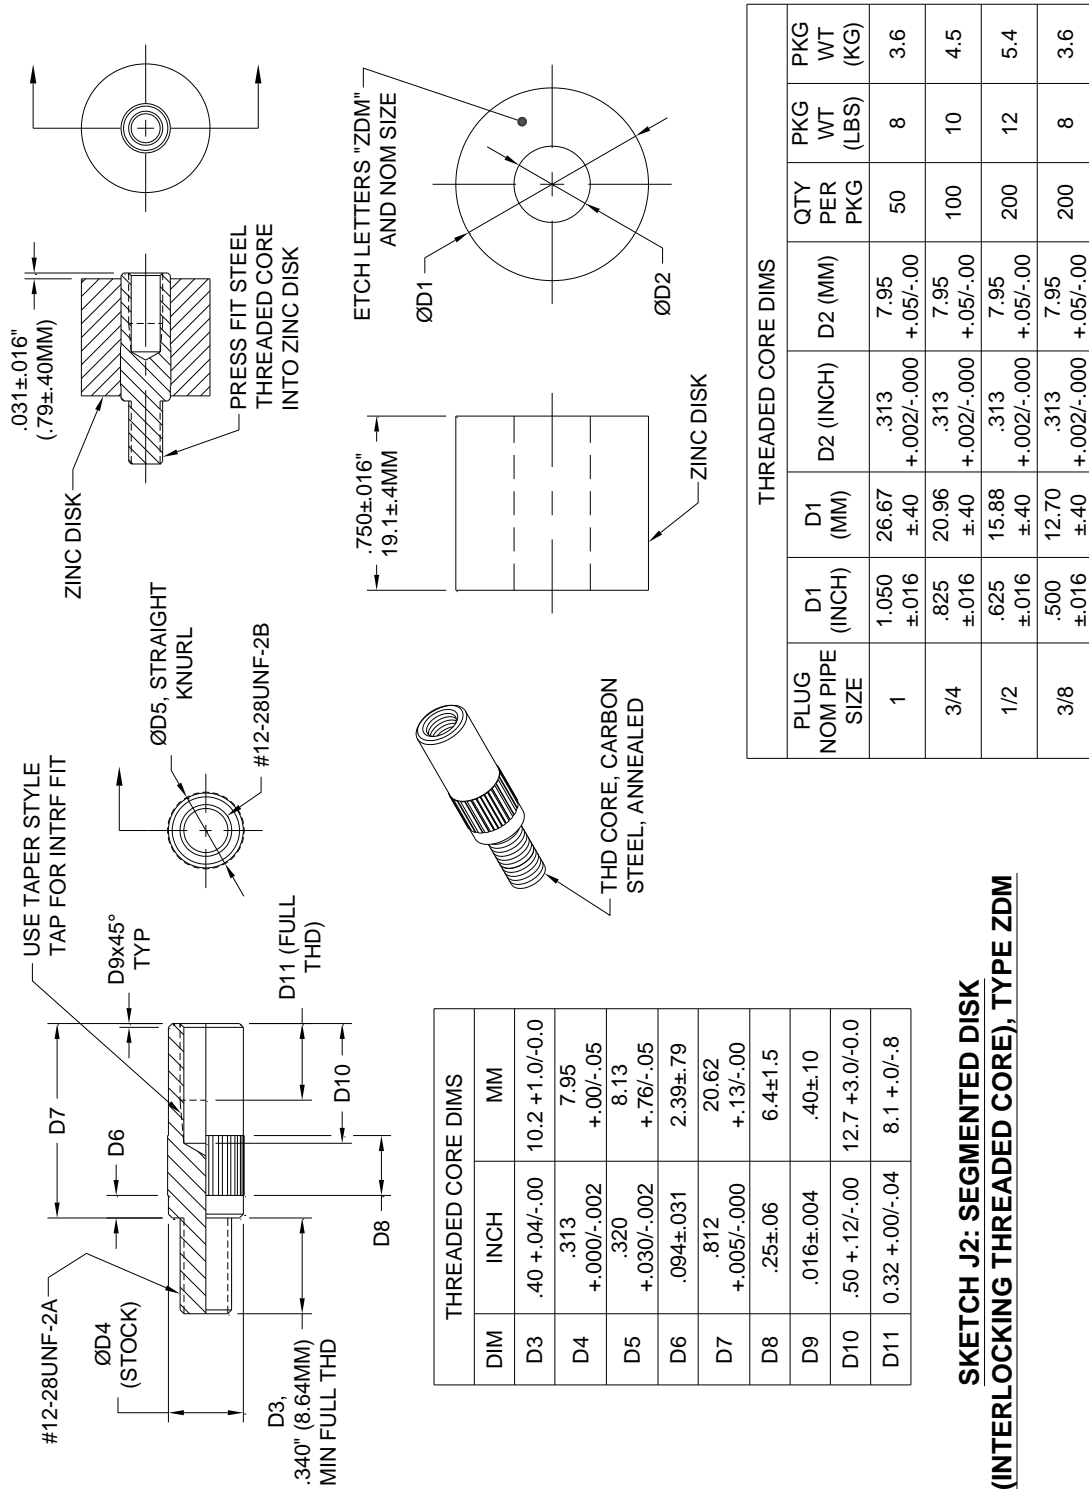 #12-28UNF-2A
ØD4
(STOCK)
D3,
.340" (8.64MM)
MIN FULL THD
D7
D6
D8
D10
D11 (FULL
THD)
D9x45°
TYP
USE TAPER STYLE
TAP FOR INTRF FIT
ØD5, STRAIGHT
KNURL
#12-28UNF-2B
ZINC DISK
.031±.016"
(.79±.40MM)
PRESS FIT STEEL
THREADED CORE
INTO ZINC DISK
THD CORE, CARBON
STEEL, ANNEALED
.750±.016"
19.1±.4MM
ZINC DISK
ETCH LETTERS "ZDM"
AND NOM SIZE
ØD1
ØD2
THREADED CORE DIMS
DIM INCH MM
D3 .40 +.04/-.00 10.2 +1.0/-0.0
D4 .313 7.95
+.000/-.002 +.00/-.05
D5 .320 8.13
+.030/-.002 +.76/-.05
D6 .094±.031 2.39±.79
D7 .812 20.62
+.005/-.000 +.13/-.00
D8 .25±.06 6.4±1.5
D9 .016±.004 .40±.10
D10 .50 +.12/-.00 12.7 +3.0/-0.0
D11 0.32 +.00/-.04 8.1 +.0/-.8
THREADED CORE DIMS
PLUG
NOM PIPE
SIZE
D1
(INCH)
D1
(MM)
D2 (INCH)
D2 (MM)
QTY
PER
PKG
PKG
WT
(LBS)
PKG
WT
(KG)
1 1.050 26.67 .313 7.95 50 8 3.6
±.016 ±.40 +.002/-.000 +.05/-.00
3/4 .825 20.96 .313 7.95 100 10 4.5
±.016 ±.40 +.002/-.000 +.05/-.00
1/2 .625 15.88 .313 7.95 200 12 5.4
±.016 ±.40 +.002/-.000 +.05/-.00
3/8 .500 12.70 .313 7.95 200 8 3.6
±.016 ±.40 +.002/-.000 +.05/-.00
SKETCH J2: SEGMENTED DISK
(INTERLOCKING THREADED CORE), TYPE ZDM